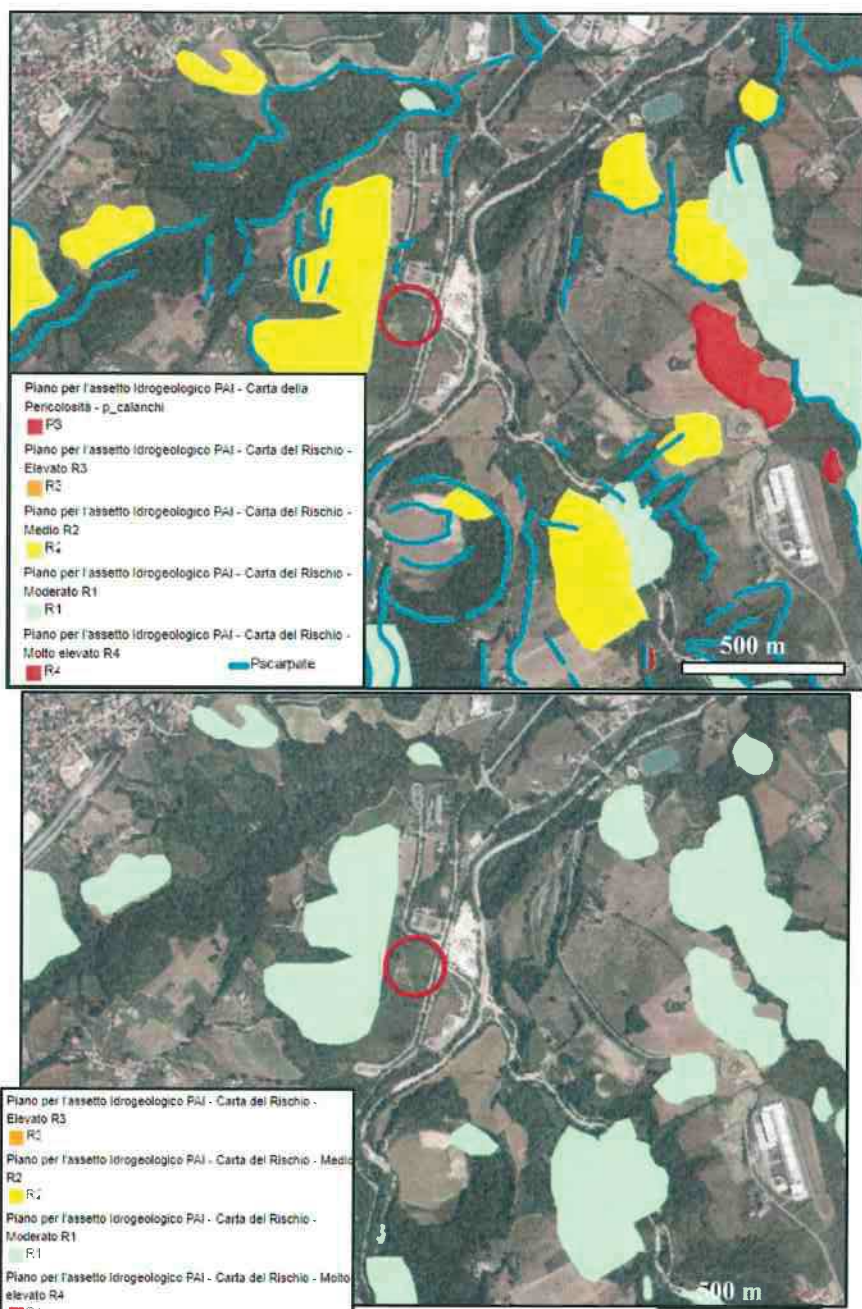 Piano per l'assetto Idrogeologico PAI - Carta della
Pericolosità - p_calanchi
P3
Piano per l'assetto Idrogeologico PAI - Carta del Rischio -
Elevato R3
R3
Piano per l'assetto Idrogeologico PAI - Carta del Rischio -
Medio R2
R2
Piano per l'assetto Idrogeologico PAI - Carta del Rischio -
Moderato R1
R1
Piano per l'assetto Idrogeologico PAI - Carta del Rischio -
Molto elevato R4
R4
Pscarpate
500 m
Piano per l'assetto Idrogeologico PAI - Carta del Rischio -
Elevato R3
R3
Piano per l'assetto Idrogeologico PAI - Carta del Rischio - Medio
R2
R2
Piano per l'assetto Idrogeologico PAI - Carta del Rischio -
Moderato R1
R1
Piano per l'assetto Idrogeologico PAI - Carta del Rischio - Molto
elevato R4
500 m